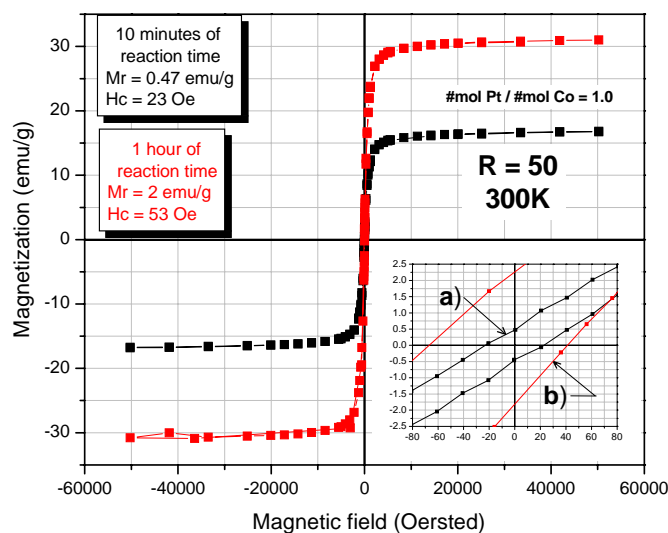 10 minutes of
reaction time
Mr = 0.47 emu/g
Hc = 23 Oe
1 hour of
reaction time
Mr = 2 emu/g
Hc = 53 Oe
#mol Pt / #mol Co = 1.0
R = 50
300K
Magnetization (emu/g)
30
15
0
-15
-30
a)
b)
2.5
2.0
1.5
1.0
0.5
0.0
-0.5
-1.0
-1.5
-2.0
-2.5
-80 -60 -40 -20 0 20 40 60 80
-60000 -40000 -20000 0 20000 40000 60000
Magnetic field (Oersted)